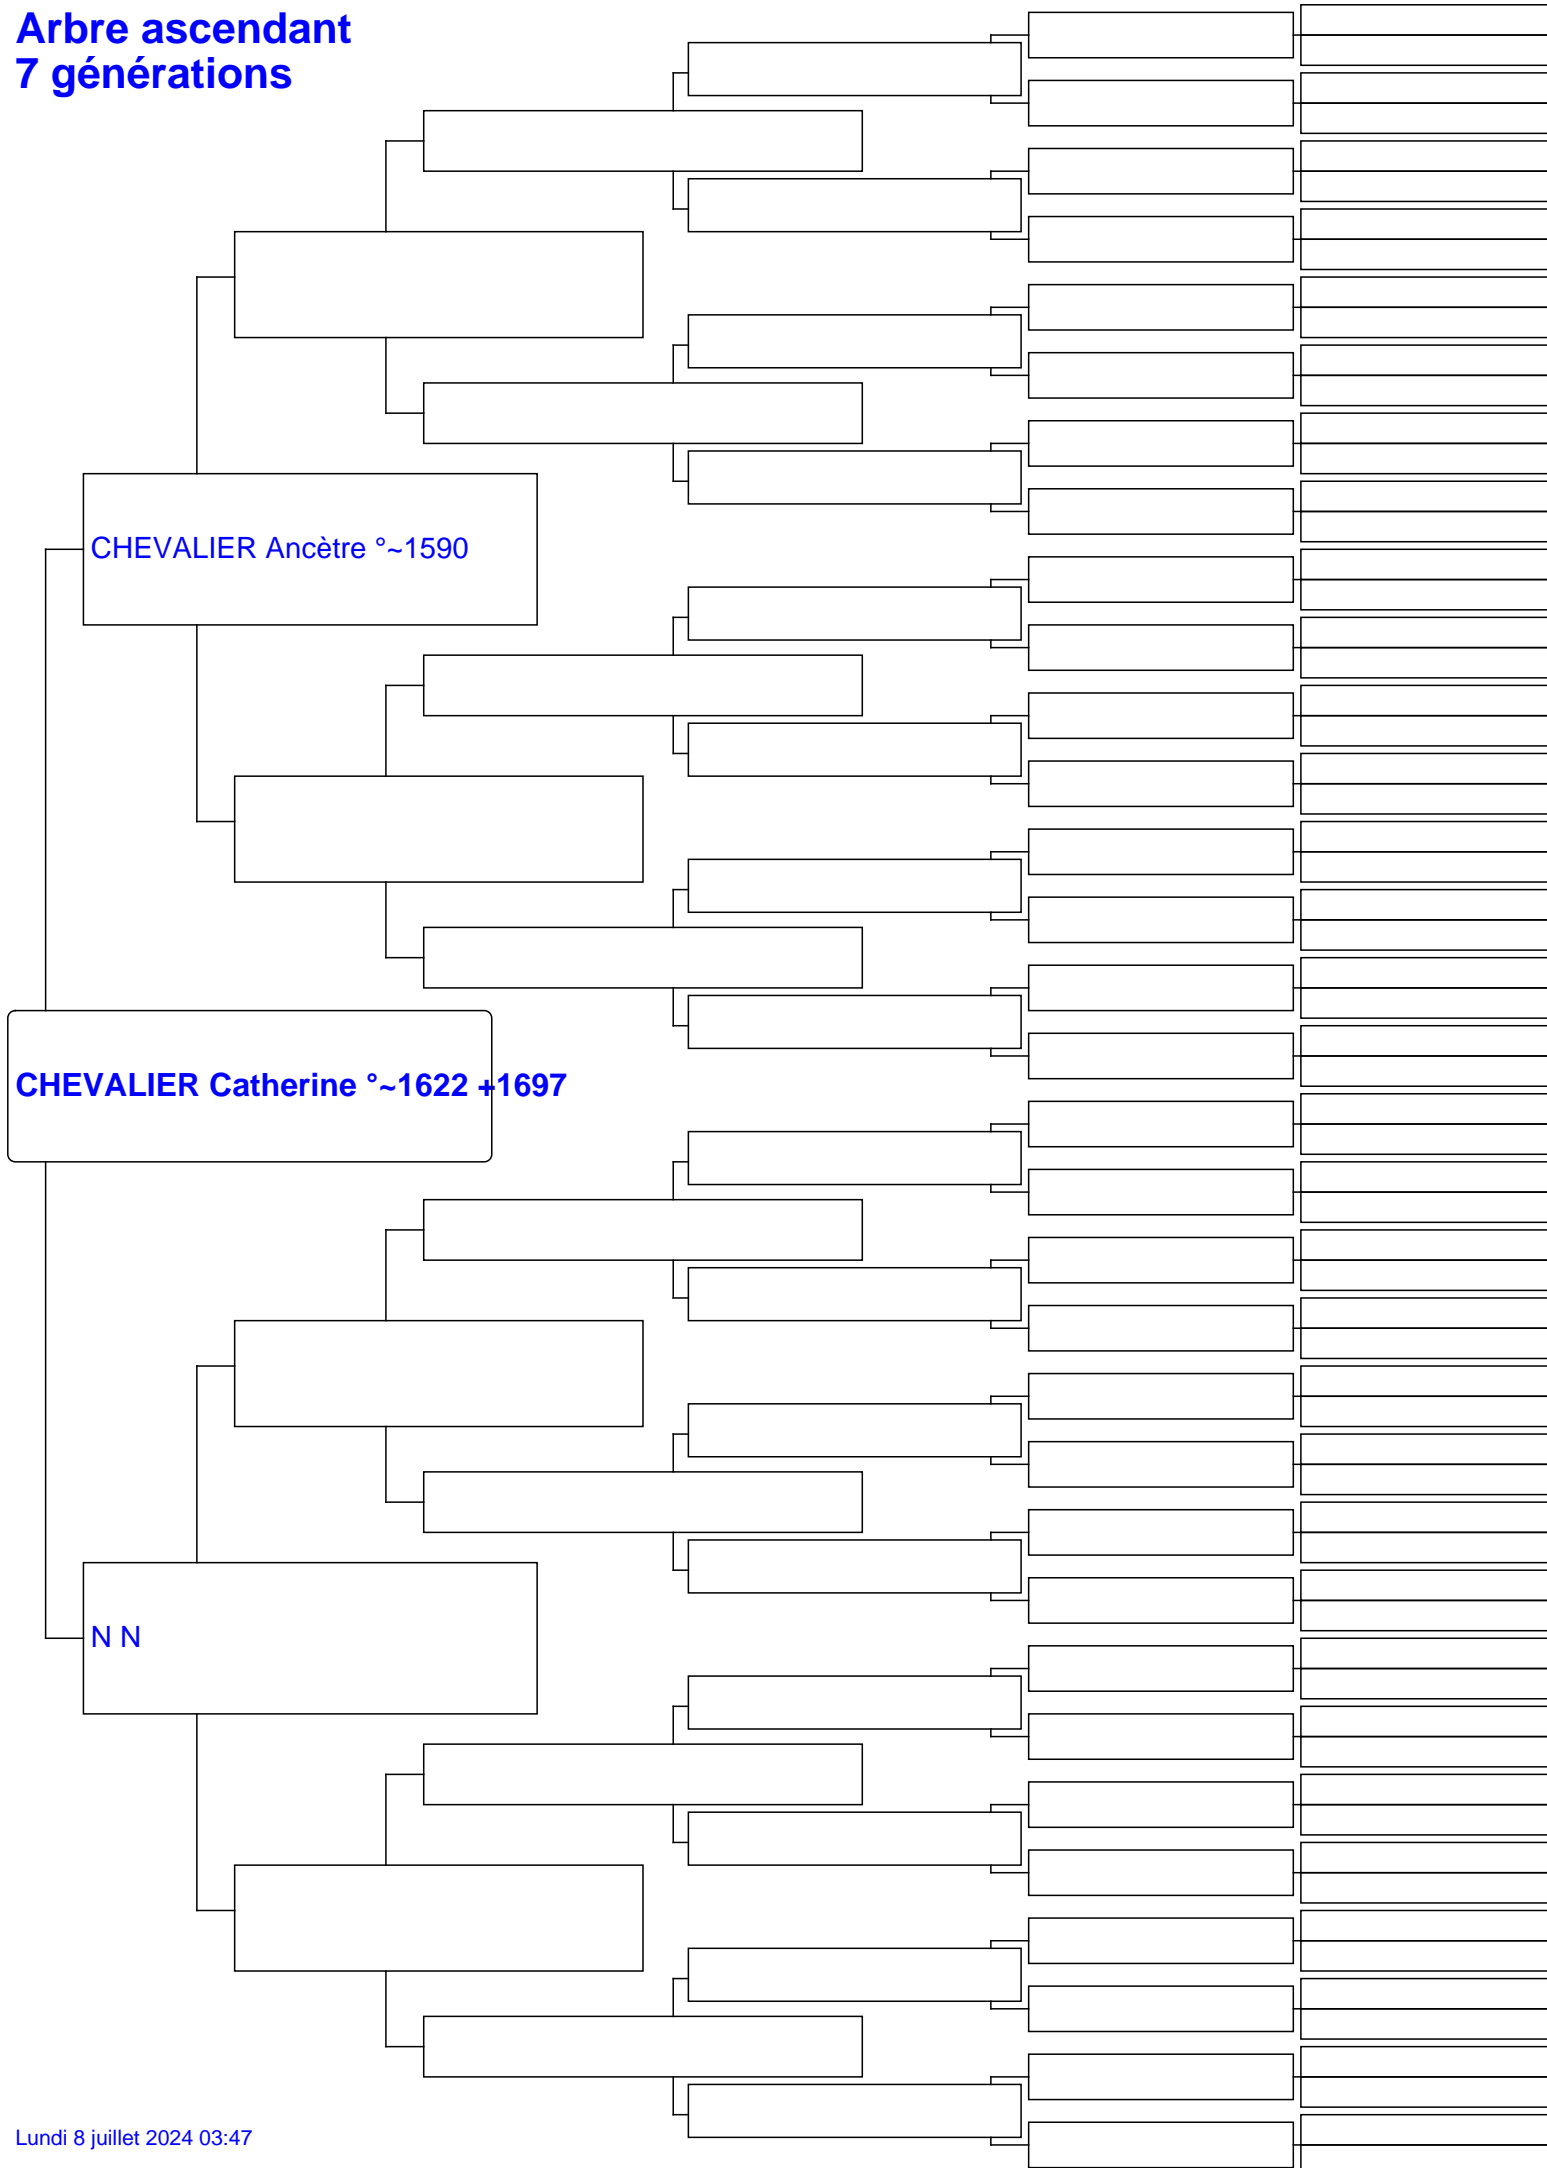 Arbre ascendant
7 générations
CHEVALIER Ancètre °~1590
CHEVALIER Catherine °~1622 +1697
N N
Lundi 8 juillet 2024 03:47